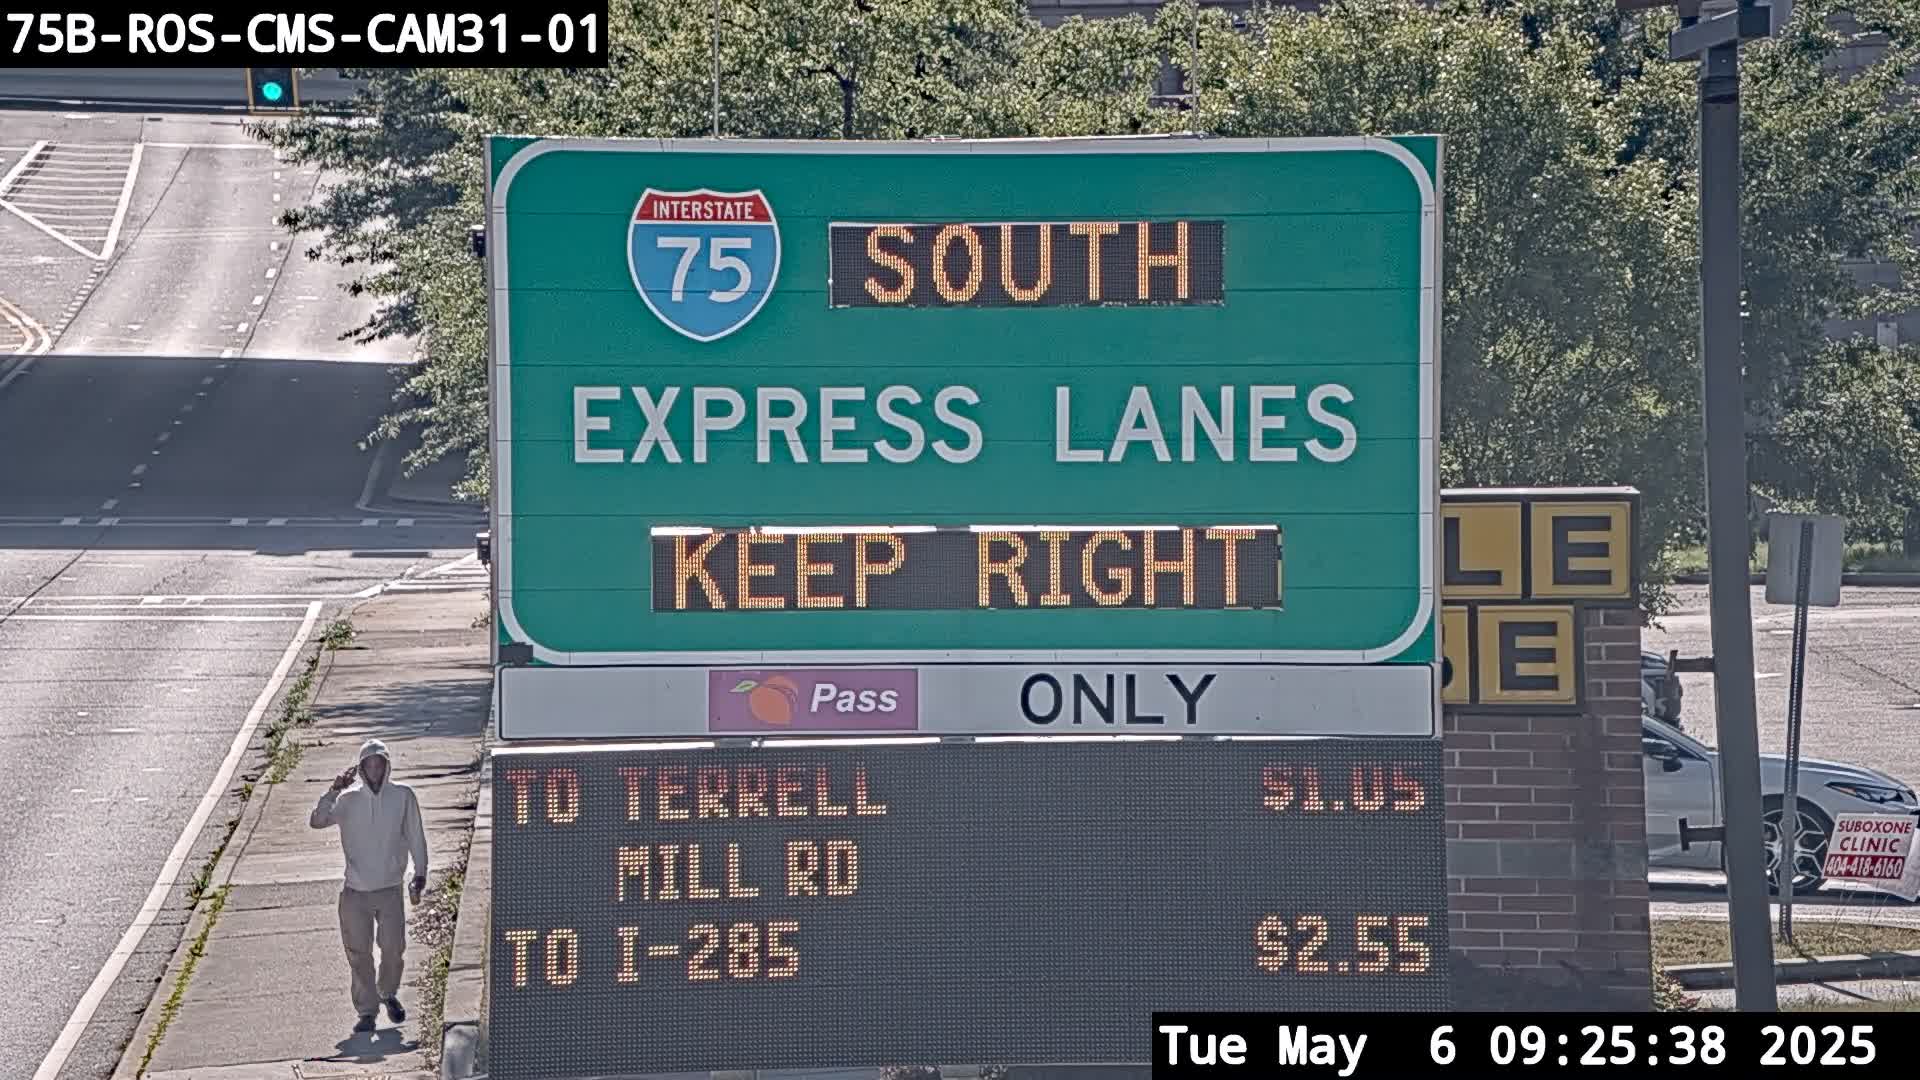 75B-ROS-CMS-CAM31-01
INTERSTATE
75
SOUTH
EXPRESS LANES
KEEP RIGHT
LE
E
Pass ONLY
TO TERRELL $1.05
MILL RD
TO I-285 $2.55
SUBOXONE
CLINIC
404-418-6160
Tue May 6 09:25:38 2025